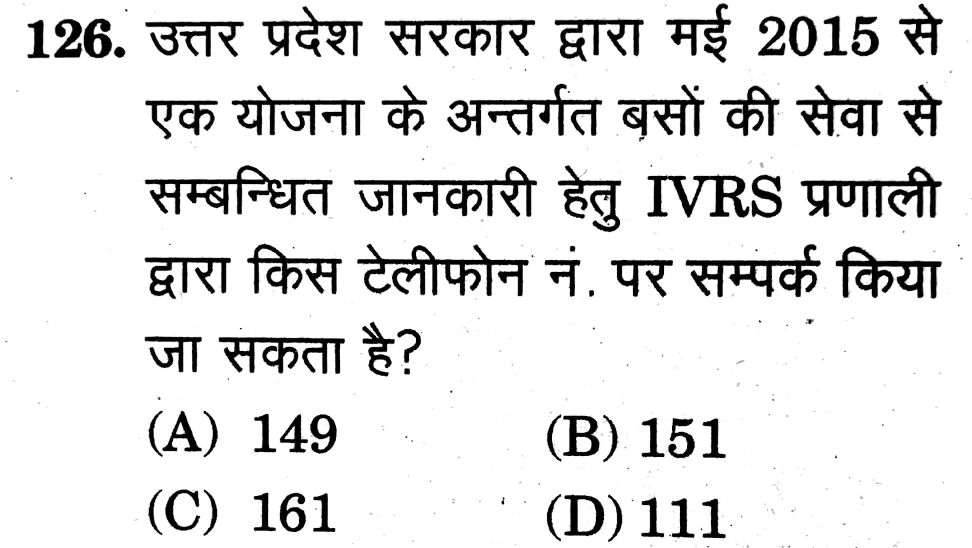 126. उत्तर प्रदेश सरकार द्वारा मई 2015 से
एक योजना के अन्तर्गत बसों की सेवा से
सम्बन्धित जानकारी हेतु IVRS प्रणाली
द्वारा किस टेलीफोन नं. पर सम्पर्क किया
जा सकता है?
(A) 149 (B) 151
(C) 161 (D) 111